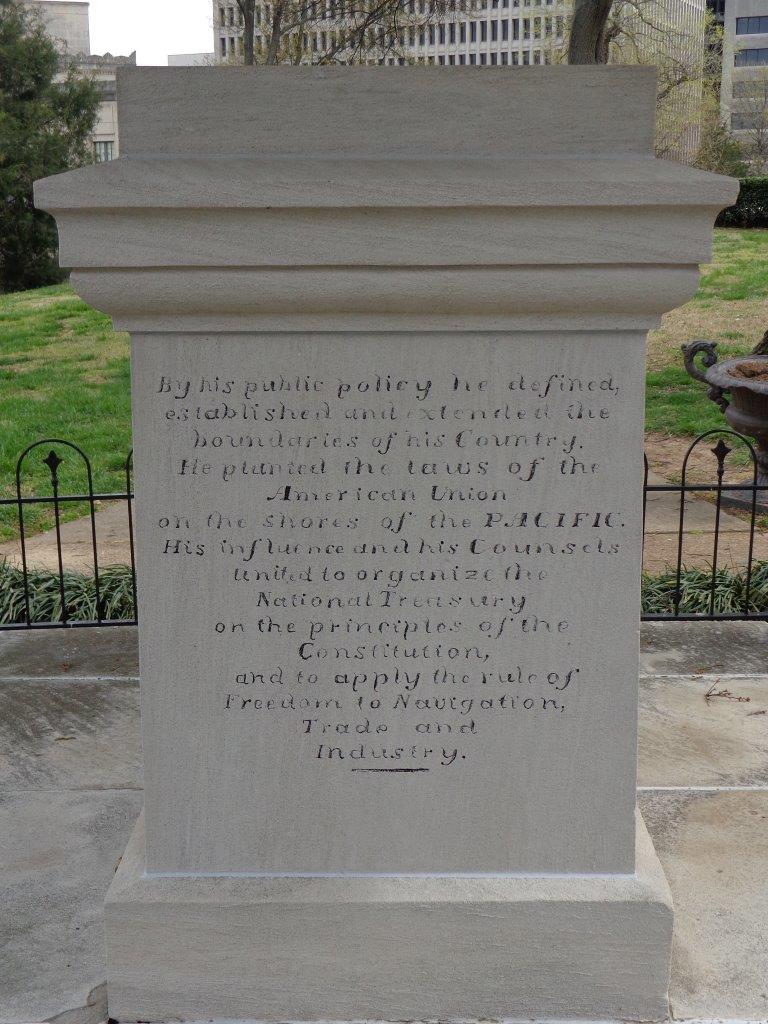 By his public policy he defined,
established and extended the
boundaries of his Country.
He planted the laws of the
American Union
on the shores of the PACIFIC.
His influence and his Counsels
tended to organize the
National Treasury
on the principles of the
Constitution,
and to apply the rule of
Freedom to Navigation,
Trade and
Industry.